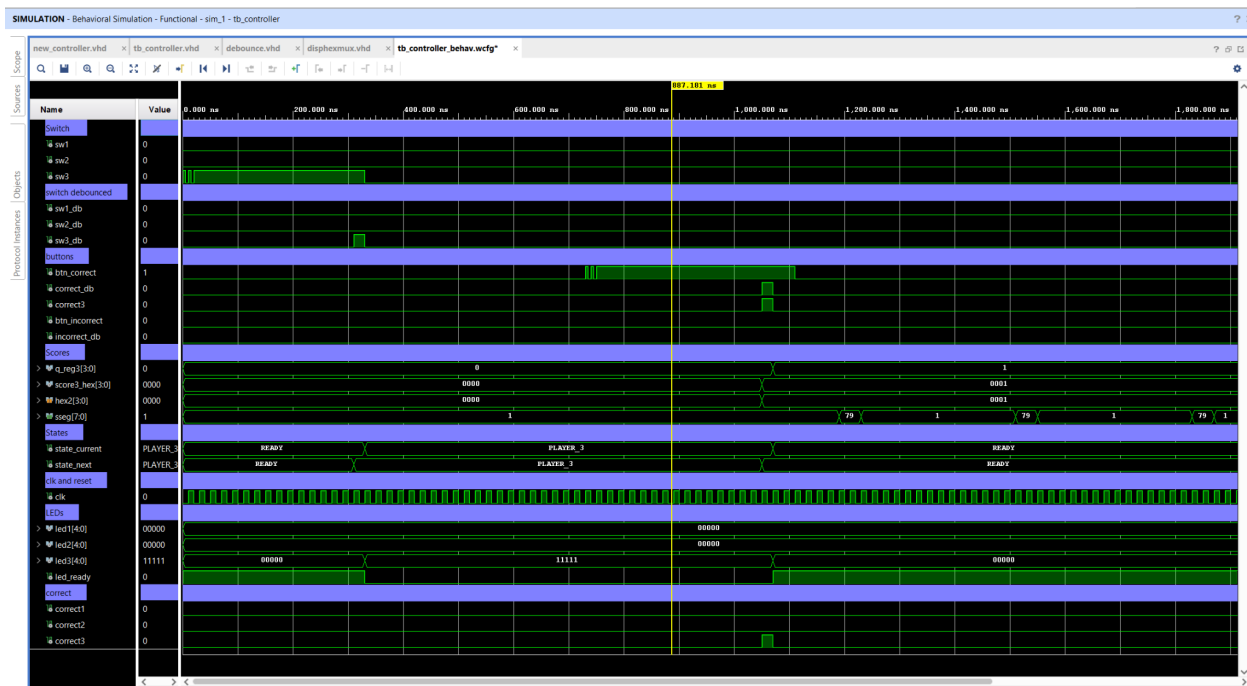 SIMULATION - Behavioral Simulation - Functional - sim_1 - tb_controller ?
new_controller.vhd × tb_controller.vhd × debounce.vhd × disphexmux.vhd × tb_controller_behav.wcfg* × ?
Scope
Sources
Objects
Protocol Instances
887.181 ns
Name Value 0.000 ns 200.000 ns 400.000 ns 600.000 ns 800.000 ns 1,000.000 ns 1,200.000 ns 1,400.000 ns 1,600.000 ns 1,800.000 ns
Switch
sw1 0
sw2 0
sw3 0
switch debounced
sw1_db 0
sw2_db 0
sw3_db 0
buttons
btn_correct 1
correct_db 0
correct3 0
btn_incorrect 0
incorrect_db 0
Scores
q_reg3[3:0] 0 0 1
score3_hex[3:0] 0000 0000 0001
hex2[3:0] 0000 0000 0001
sseg[7:0] 1 1 79 1 79 1 79 1
States
state_current PLAYER_3 READY PLAYER_3 READY
state_next PLAYER_3 READY PLAYER_3 READY
clk and reset
clk 0
LEDs
led1[4:0] 00000 00000
led2[4:0] 00000 00000
led3[4:0] 11111 00000 11111 00000
led_ready 0
correct
correct1 0
correct2 0
correct3 0